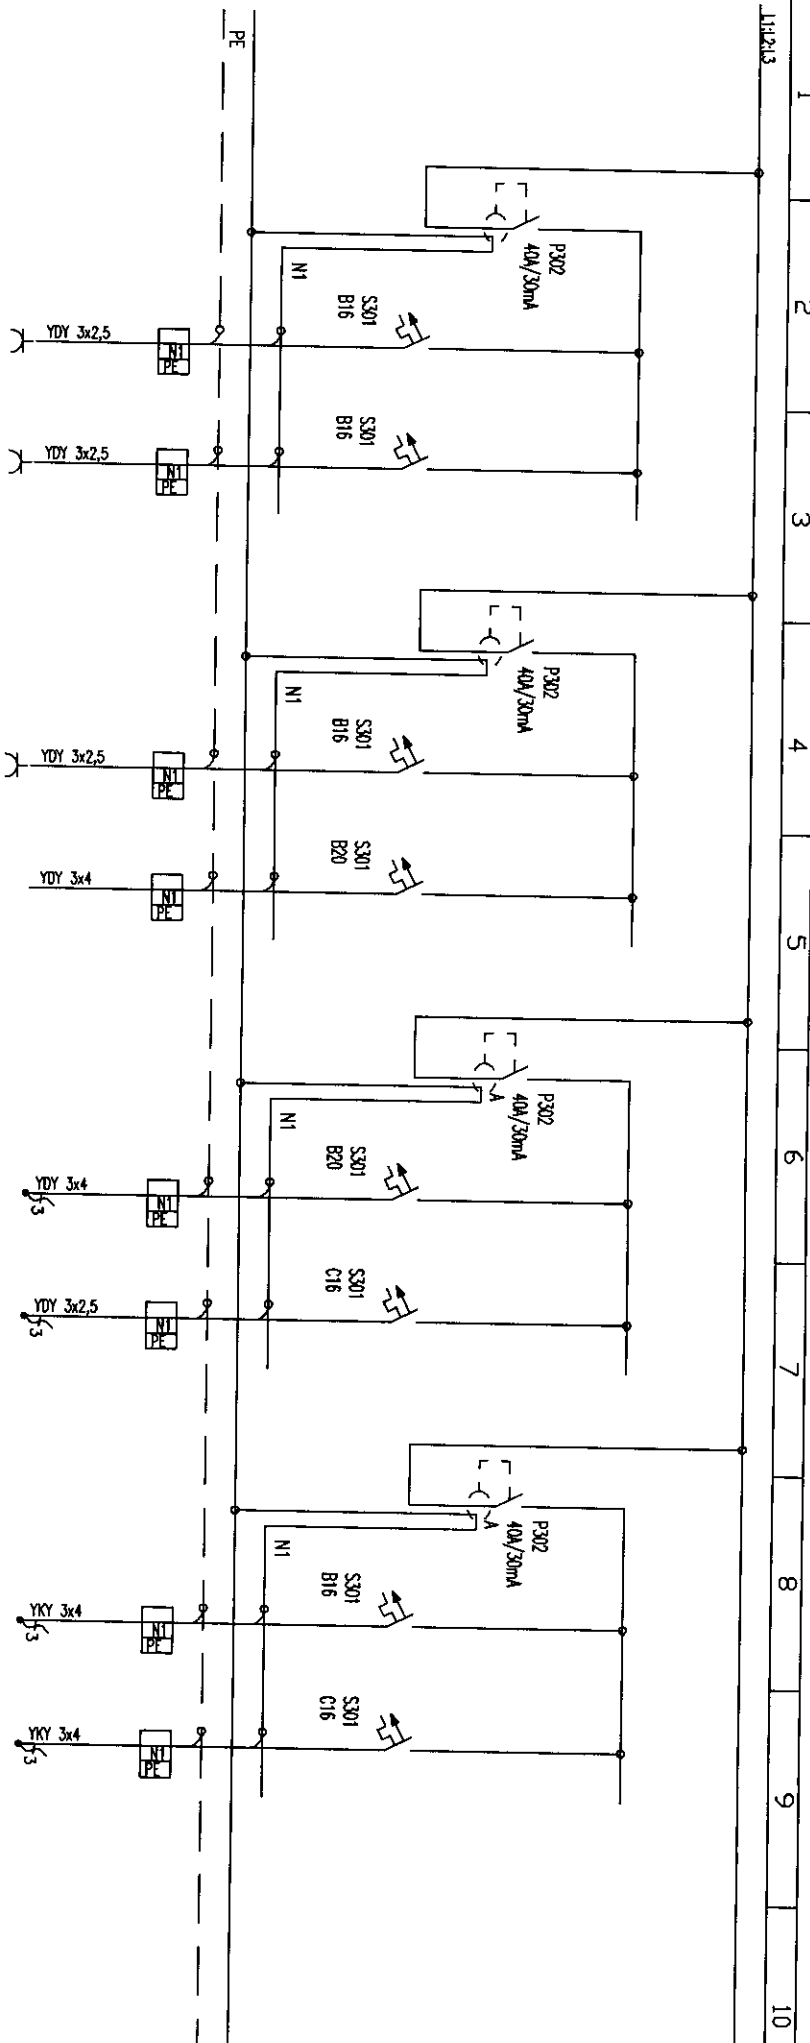 1
2
3
4
5
6
7
8
9
10
L1;L2;L3
P302
40A/30mA
P302
40A/30mA
P302
40A/30mA
A
P302
40A/30mA
A
S301
B16
S301
B16
S301
B16
S301
B20
S301
B20
S301
C16
S301
B16
S301
C16
N1
N1
N1
N1
PE
N1
PE
N1
PE
N1
PE
N1
PE
N1
PE
N1
PE
N1
PE
N1
PE
YDY 3x2,5
YDY 3x2,5
YDY 3x2,5
YDY 3x4
YDY 3x4
3
YDY 3x2,5
3
YKY 3x4
3
YKY 3x4
3